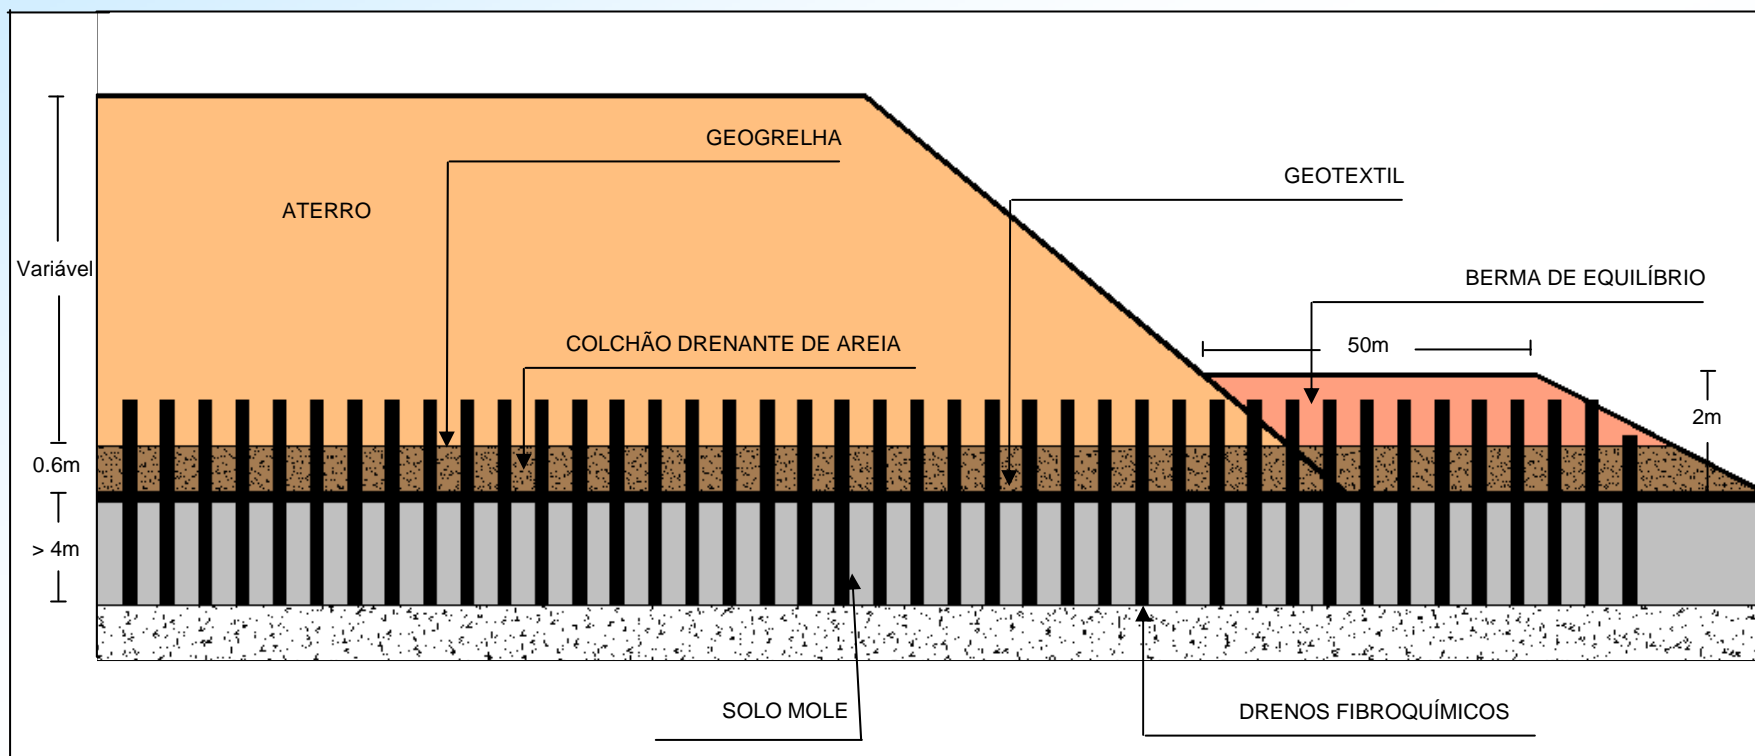 GEOGRELHA
GEOTEXTIL
ATERRO
Variável
BERMA DE EQUILÍBRIO
COLCHÃO DRENANTE DE AREIA
50m
2m
0.6m
> 4m
SOLO MOLE
DRENOS FIBROQUÍMICOS